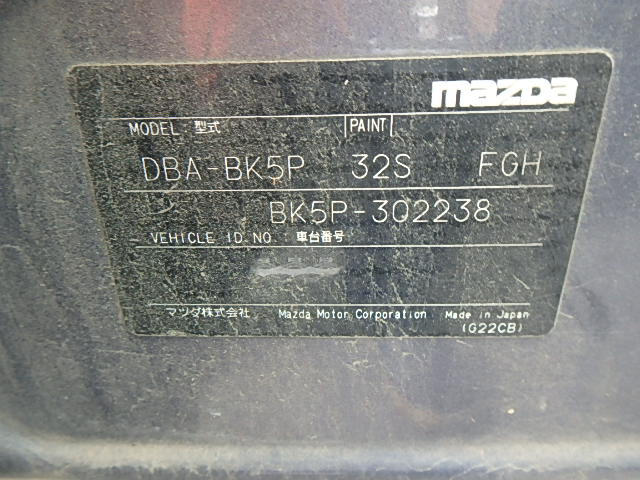 mazda
MODEL 型式 PAINT
DBA-BK5P 32S FGH
BK5P-302238
VEHICLE ID NO 車台番号
マツダ株式会社 Mazda Motor Corporation Made in Japan
(G22CB)